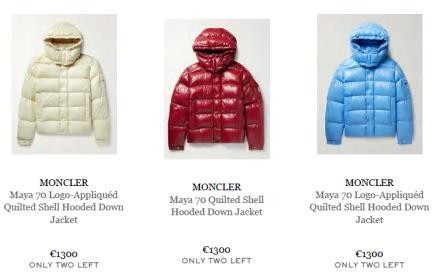 MONCLER
Maya 70 Logo-Appliquéd
Quilted Shell Hooded Down
Jacket
€1300
ONLY TWO LEFT
MONCLER
Maya 70 Quilted Shell
Hooded Down Jacket
€1300
ONLY TWO LEFT
MONCLER
Maya 70 Logo-Appliquéd
Quilted Shell Hooded Down
Jacket
€1300
ONLY TWO LEFT